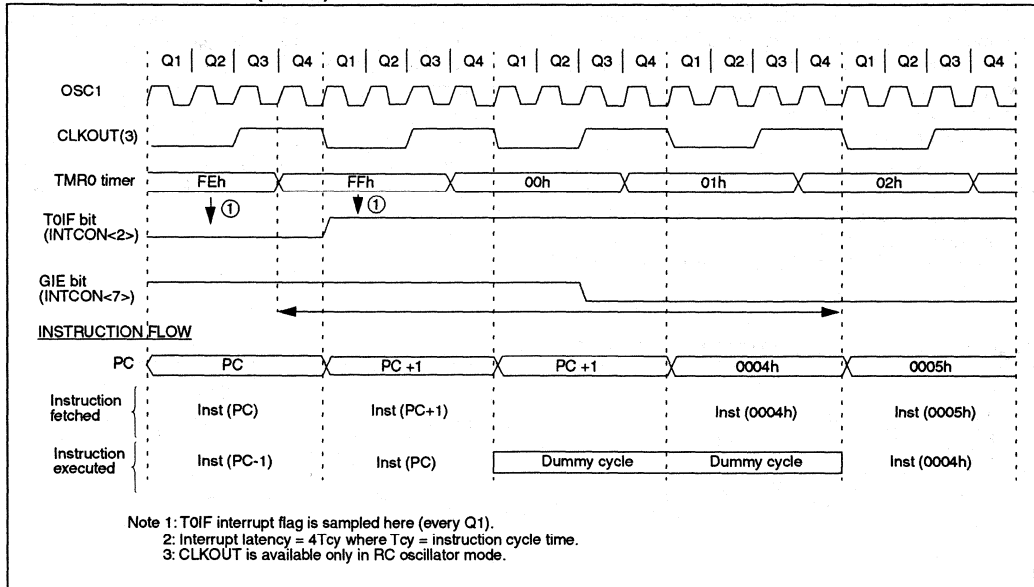 Q1 | Q2 | Q3 | Q4 | Q1 | Q2 | Q3 | Q4 | Q1 | Q2 | Q3 | Q4 | Q1 | Q2 | Q3 | Q4 | Q1 | Q2 | Q3 | Q4
OSC1
CLKOUT(3)
TMR0 timer FEh FFh 00h 01h 02h
① ①
T0IF bit
(INTCON<2>)
GIE bit
(INTCON<7>)
INSTRUCTION FLOW
PC PC PC +1 PC +1 0004h 0005h
Instruction
fetched Inst (PC) Inst (PC+1) Inst (0004h) Inst (0005h)
Instruction
executed Inst (PC-1) Inst (PC) Dummy cycle Dummy cycle Inst (0004h)
Note 1: T0IF interrupt flag is sampled here (every Q1).
2: Interrupt latency = 4Tcy where Tcy = instruction cycle time.
3: CLKOUT is available only in RC oscillator mode.